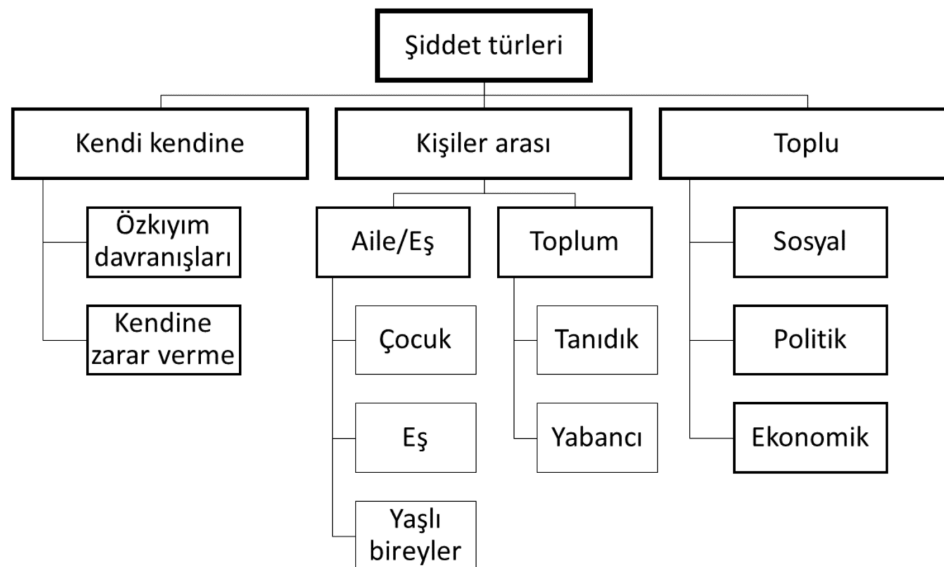 Şiddet türleri
Kendi kendine
Kişiler arası
Toplu
Özkıyım
davranışları
Kendine
zarar verme
Aile/Eş
Çocuk
Eş
Yaşlı
bireyler
Toplum
Tanıdık
Yabancı
Sosyal
Politik
Ekonomik